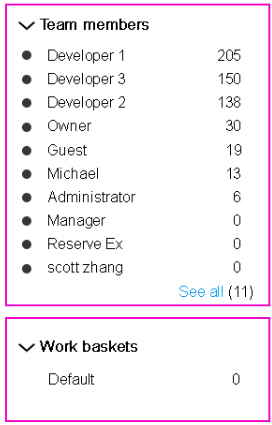 Team members
Developer 1 205
Developer 3 150
Developer 2 138
Owner 30
Guest 19
Michael 13
Administrator 6
Manager 0
Reserve Ex 0
scott zhang 0
See all (11)
Work baskets
Default 0